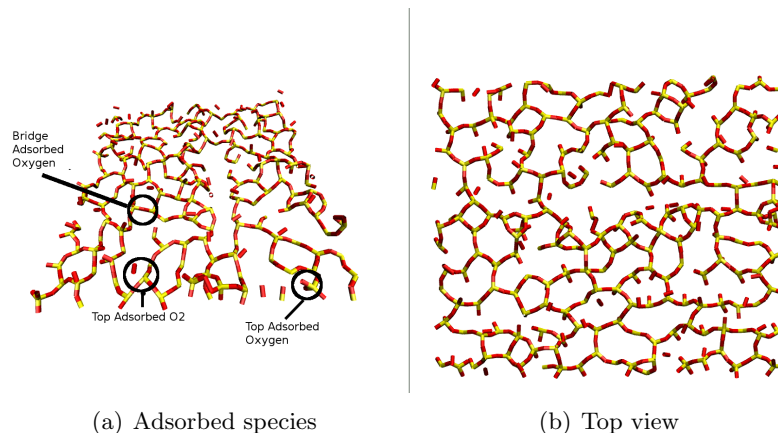 Bridge
Adsorbed
Oxygen
Top Adsorbed O2
Top Adsorbed
Oxygen
(a) Adsorbed species
(b) Top view